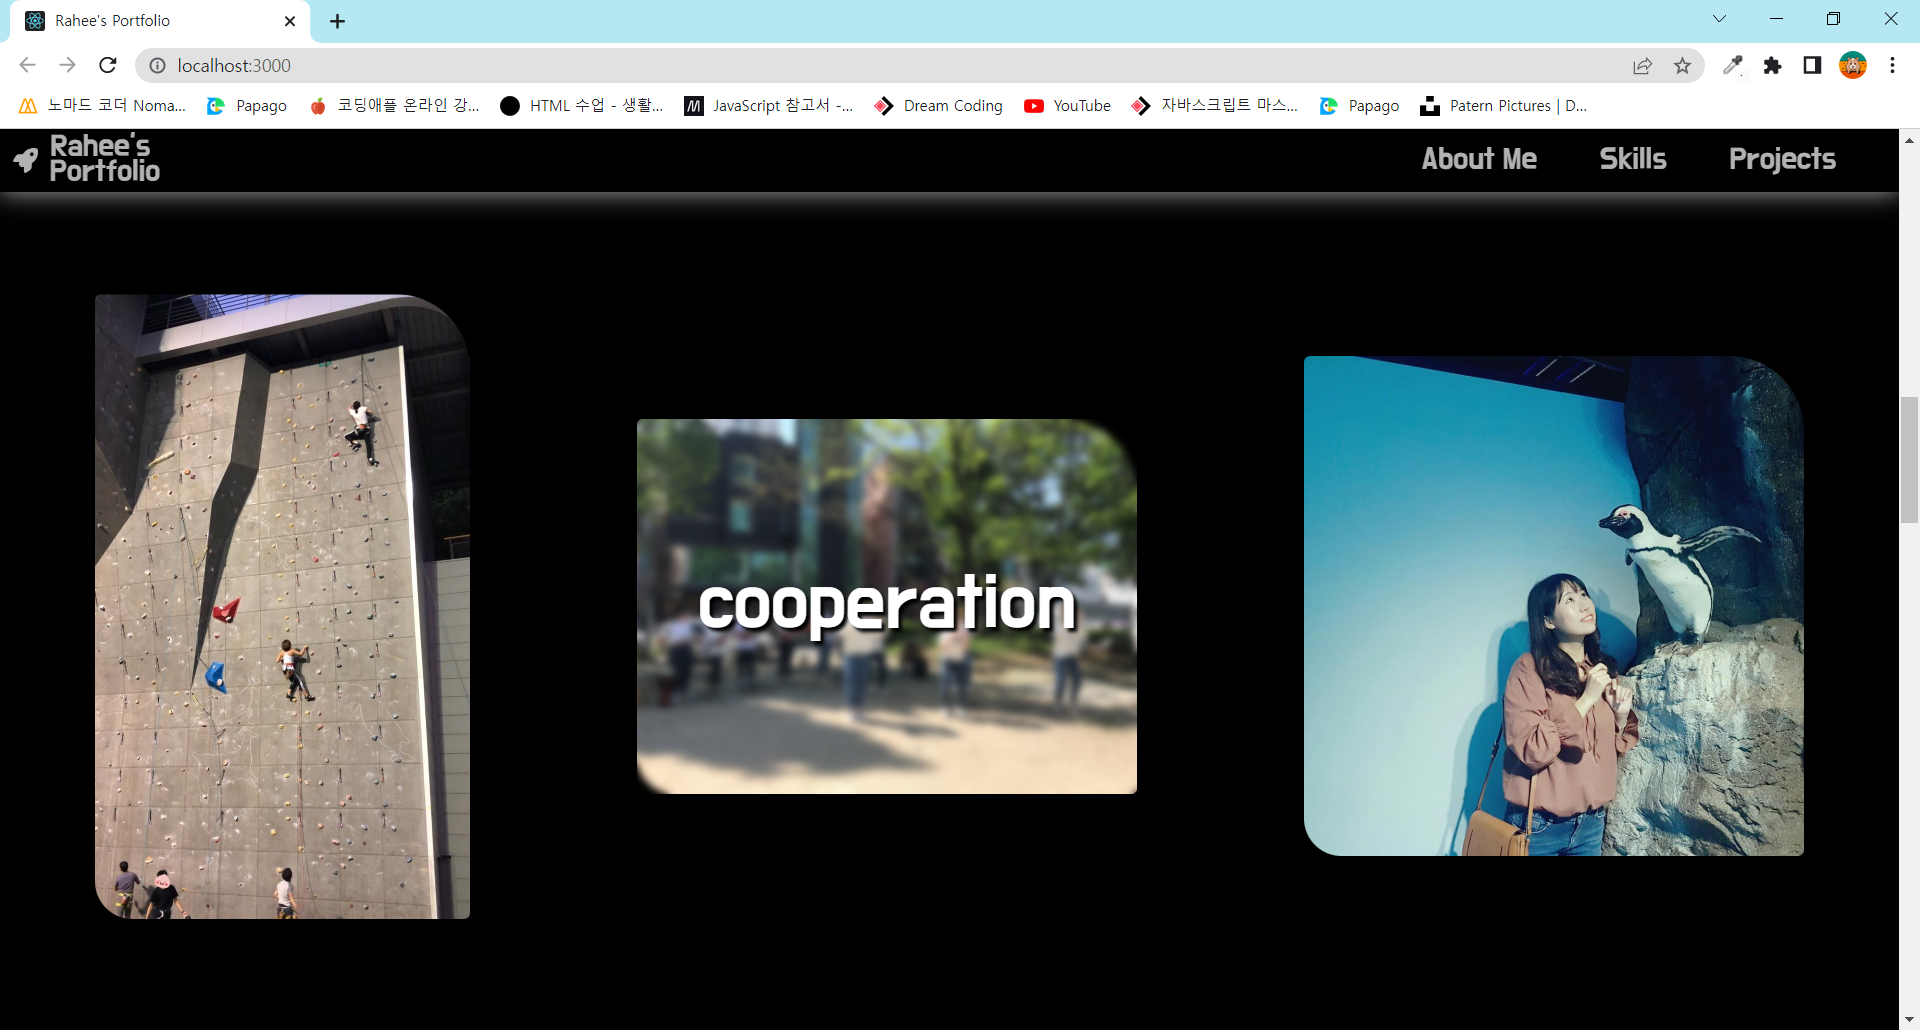 Rahee's Portfolio
localhost:3000
노마드 코더 Noma...
Papago
코딩애플 온라인 강...
HTML 수업 - 생활...
JavaScript 참고서 -...
Dream Coding
YouTube
자바스크립트 마스...
Papago
Patern Pictures | D...
Rahee's
Portfolio
About Me
Skills
Projects
cooperation